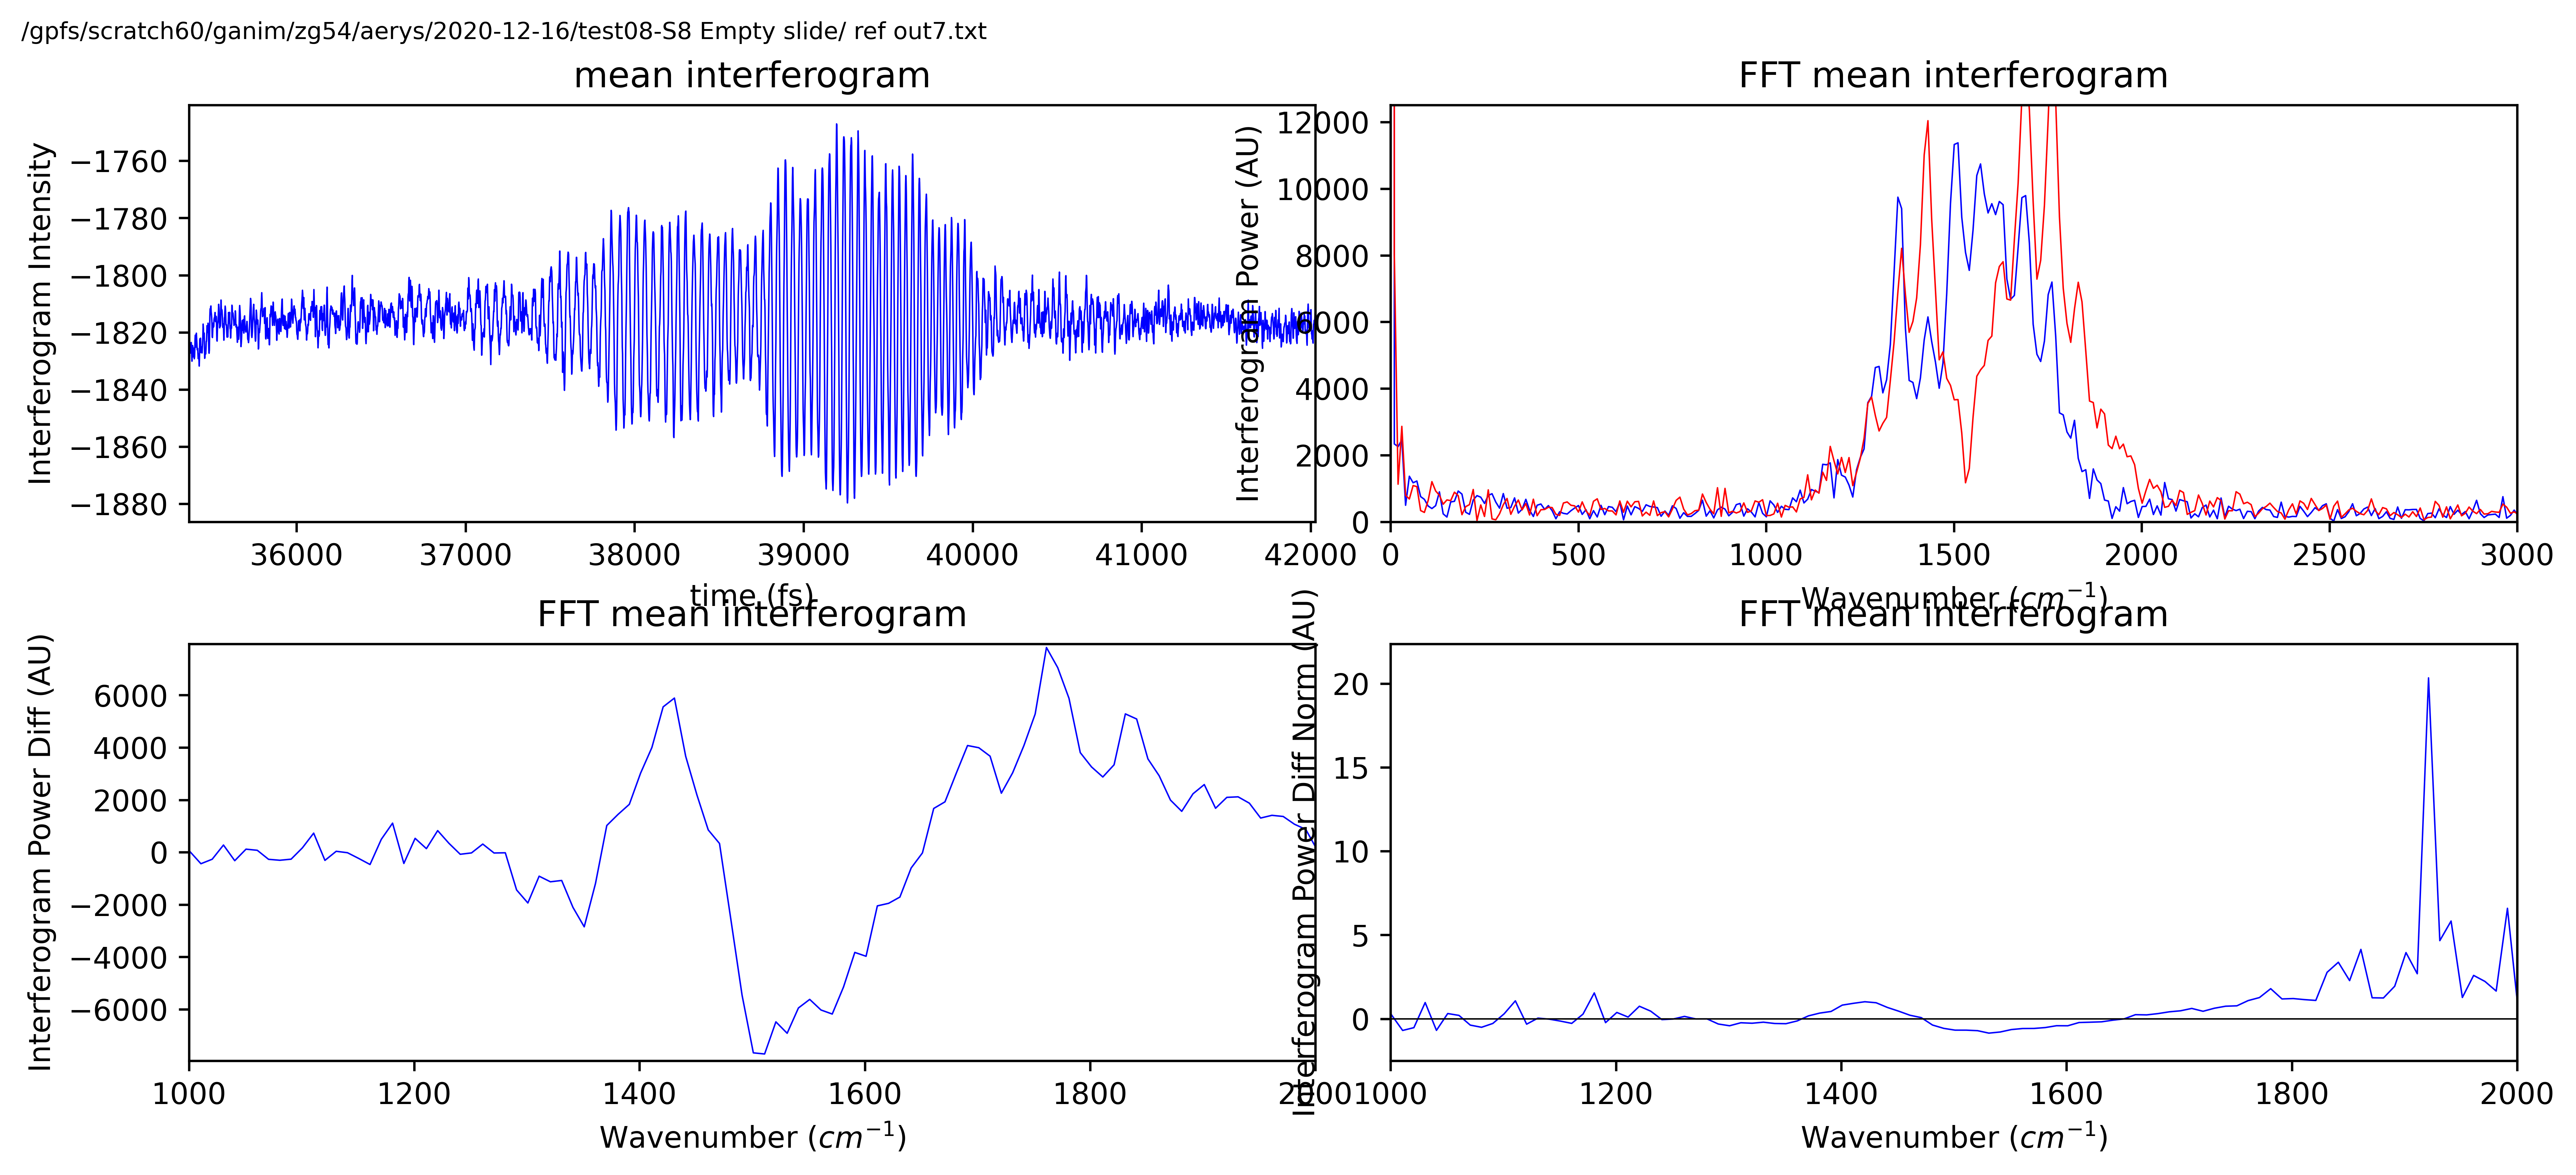 /gpfs/scratch60/ganim/zg54/aerys/2020-12-16/test08-S8 Empty slide/ ref out7.txt
mean interferogram
Interferogram Intensity
−1760
−1780
−1800
−1820
−1840
−1860
−1880
36000 37000 38000 39000 40000 41000 42000
time (fs)
FFT mean interferogram
Interferogram Power (AU)
12000
10000
8000
6000
4000
2000
0
0 500 1000 1500 2000 2500 3000
Wavenumber (cm⁻¹)
FFT mean interferogram
Interferogram Power Diff (AU)
6000
4000
2000
0
−2000
−4000
−6000
1000 1200 1400 1600 1800 2000
Wavenumber (cm⁻¹)
FFT mean interferogram
Interferogram Power Diff Norm (AU)
20
15
10
5
0
1000 1200 1400 1600 1800 2000
Wavenumber (cm⁻¹)